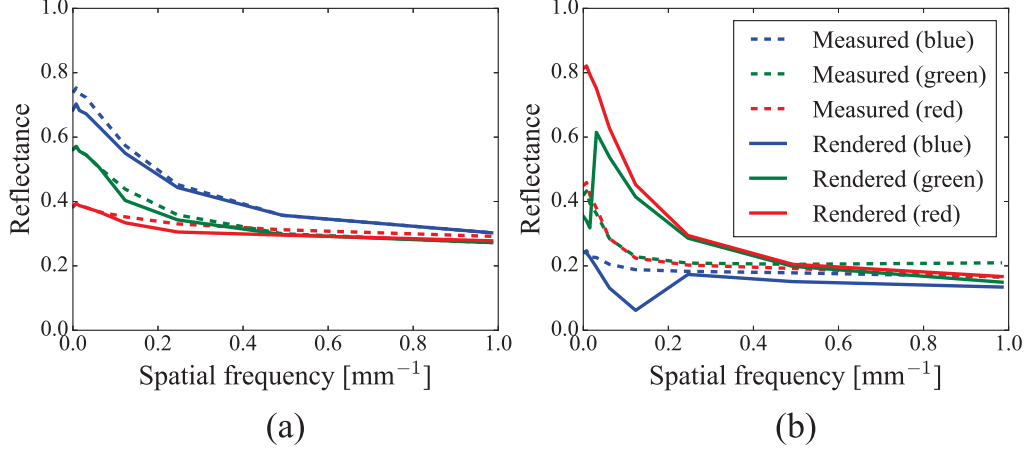 1.0
0.8
0.6
0.4
0.2
0.0
Reflectance
0.0 0.2 0.4 0.6 0.8 1.0
Spatial frequency [mm⁻¹]
(a)
1.0
0.8
0.6
0.4
0.2
0.0
Reflectance
0.0 0.2 0.4 0.6 0.8 1.0
Spatial frequency [mm⁻¹]
Measured (blue)
Measured (green)
Measured (red)
Rendered (blue)
Rendered (green)
Rendered (red)
(b)